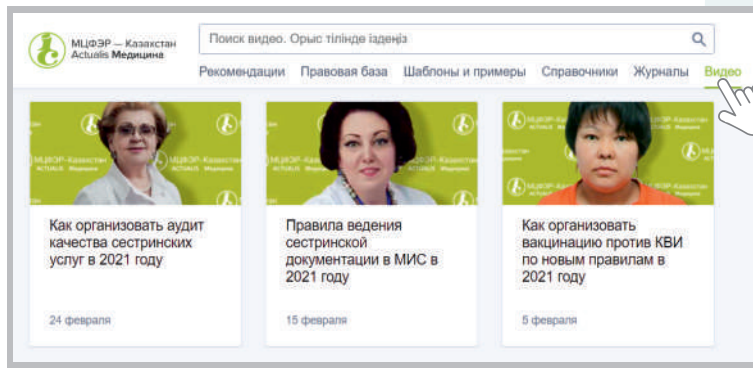 МЦФЭР — Казахстан
Actualis Медицина
Поиск видео. Орыс тілінде іздеңіз
Рекомендации Правовая база Шаблоны и примеры Справочники Журналы Видео
Как организовать аудит
качества сестринских
услуг в 2021 году
24 февраля
Правила ведения
сестринской
документации в МИС в
2021 году
15 февраля
Как организовать
вакцинацию против КВИ
по новым правилам в
2021 году
5 февраля